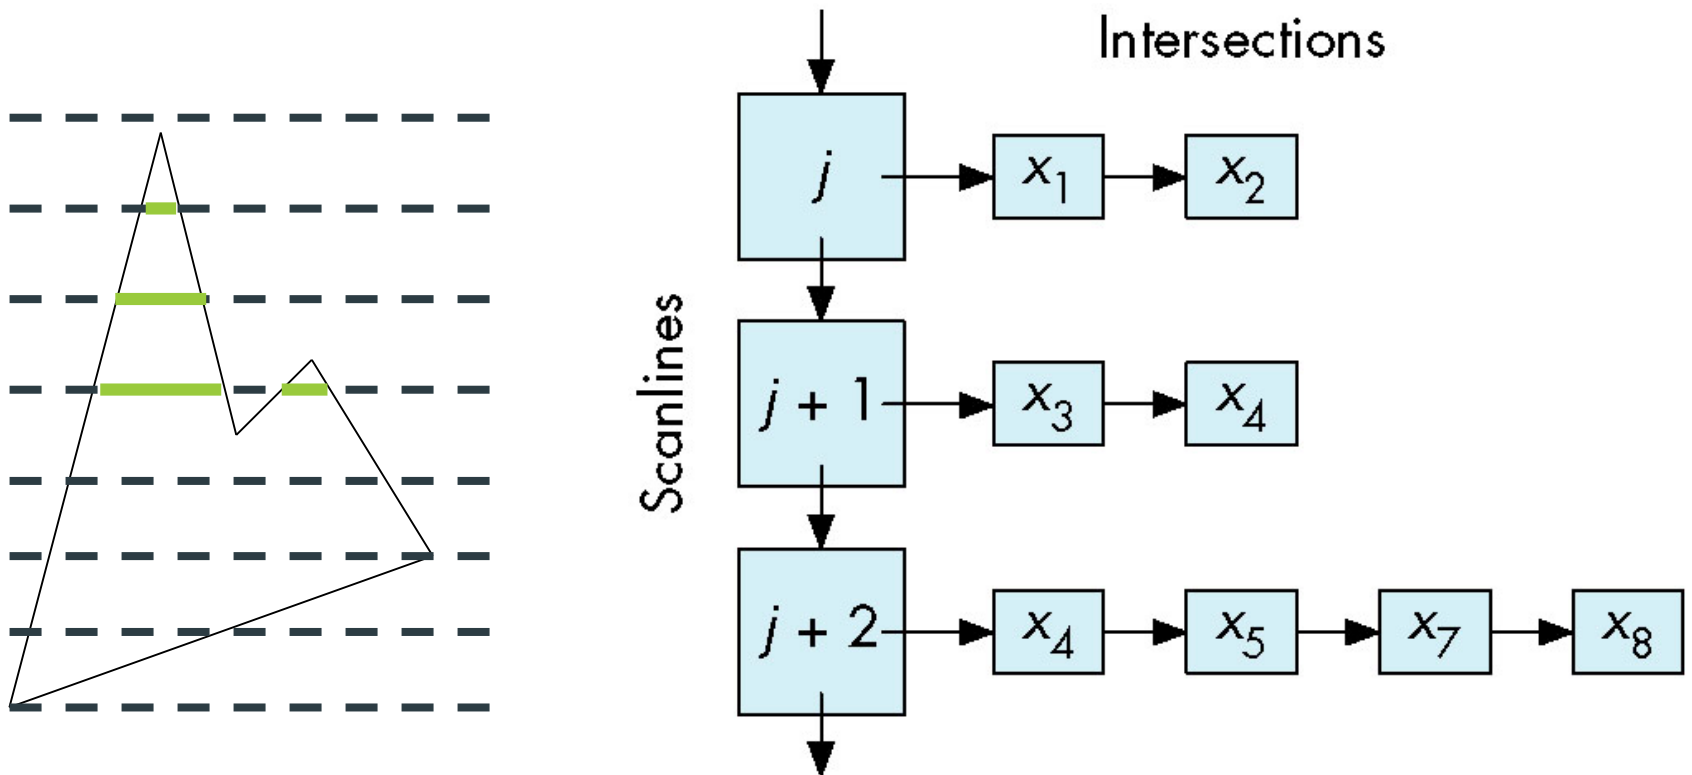 Intersections
Scanlines
j x1 x2
j + 1 x3 x4
j + 2 x4 x5 x7 x8